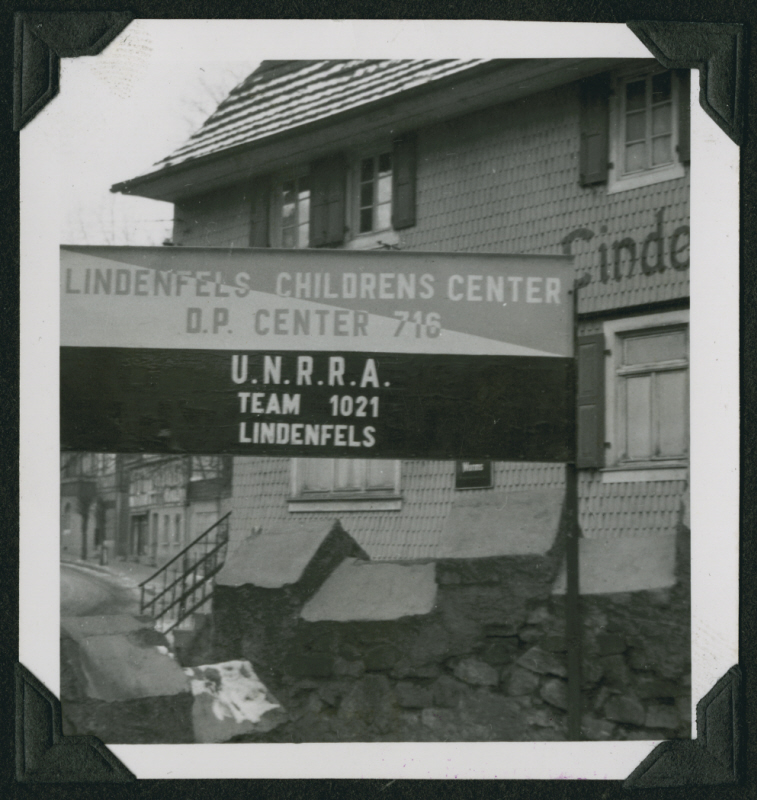 LINDENFELS CHILDRENS CENTER
D.P. CENTER 716
U.N.R.R.A.
TEAM 1021
LINDENFELS
Linde